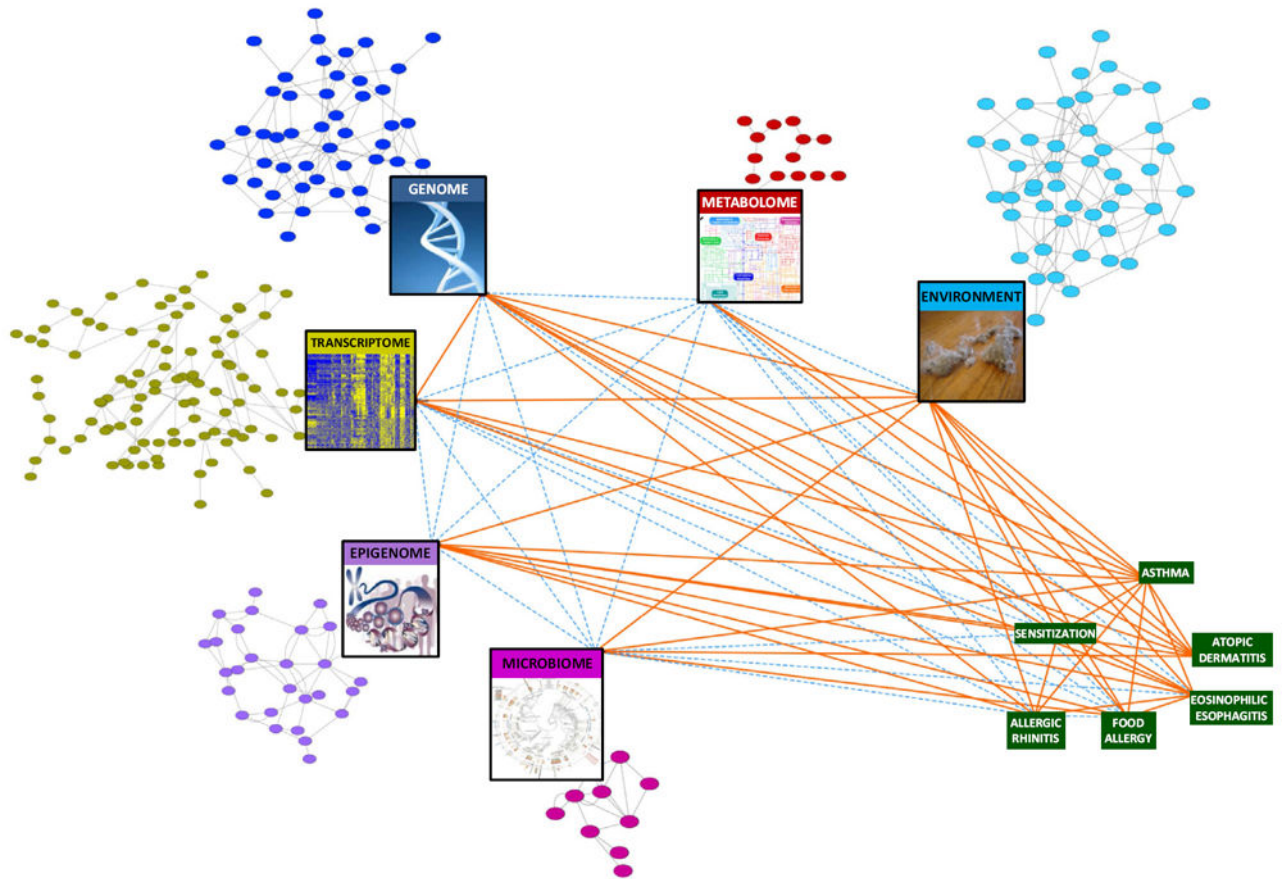 GENOME
METABOLOME
ENVIRONMENT
TRANSCRIPTOME
EPIGENOME
ASTHMA
SENSITIZATION
ATOPIC
DERMATITIS
MICROBIOME
EOSINOPHILIC
ESOPHAGITIS
ALLERGIC
RHINITIS
FOOD
ALLERGY